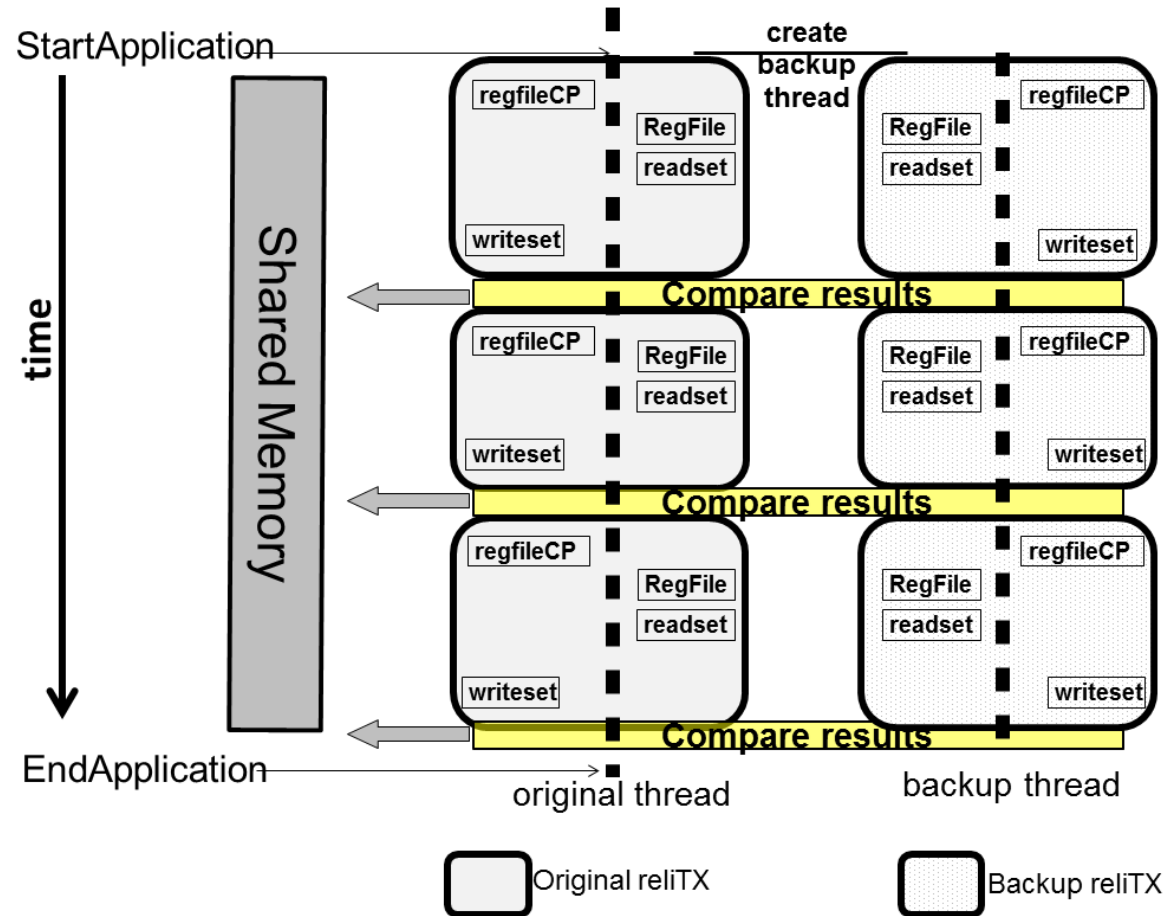 StartApplication
create
backup
thread
regfileCP
RegFile
readset
writeset
regfileCP
RegFile
readset
writeset
Compare results
regfileCP
RegFile
readset
writeset
regfileCP
RegFile
readset
writeset
Compare results
regfileCP
RegFile
readset
writeset
regfileCP
RegFile
readset
writeset
Compare results
time
Shared Memory
EndApplication
original thread
backup thread
Original reliTX
Backup reliTX